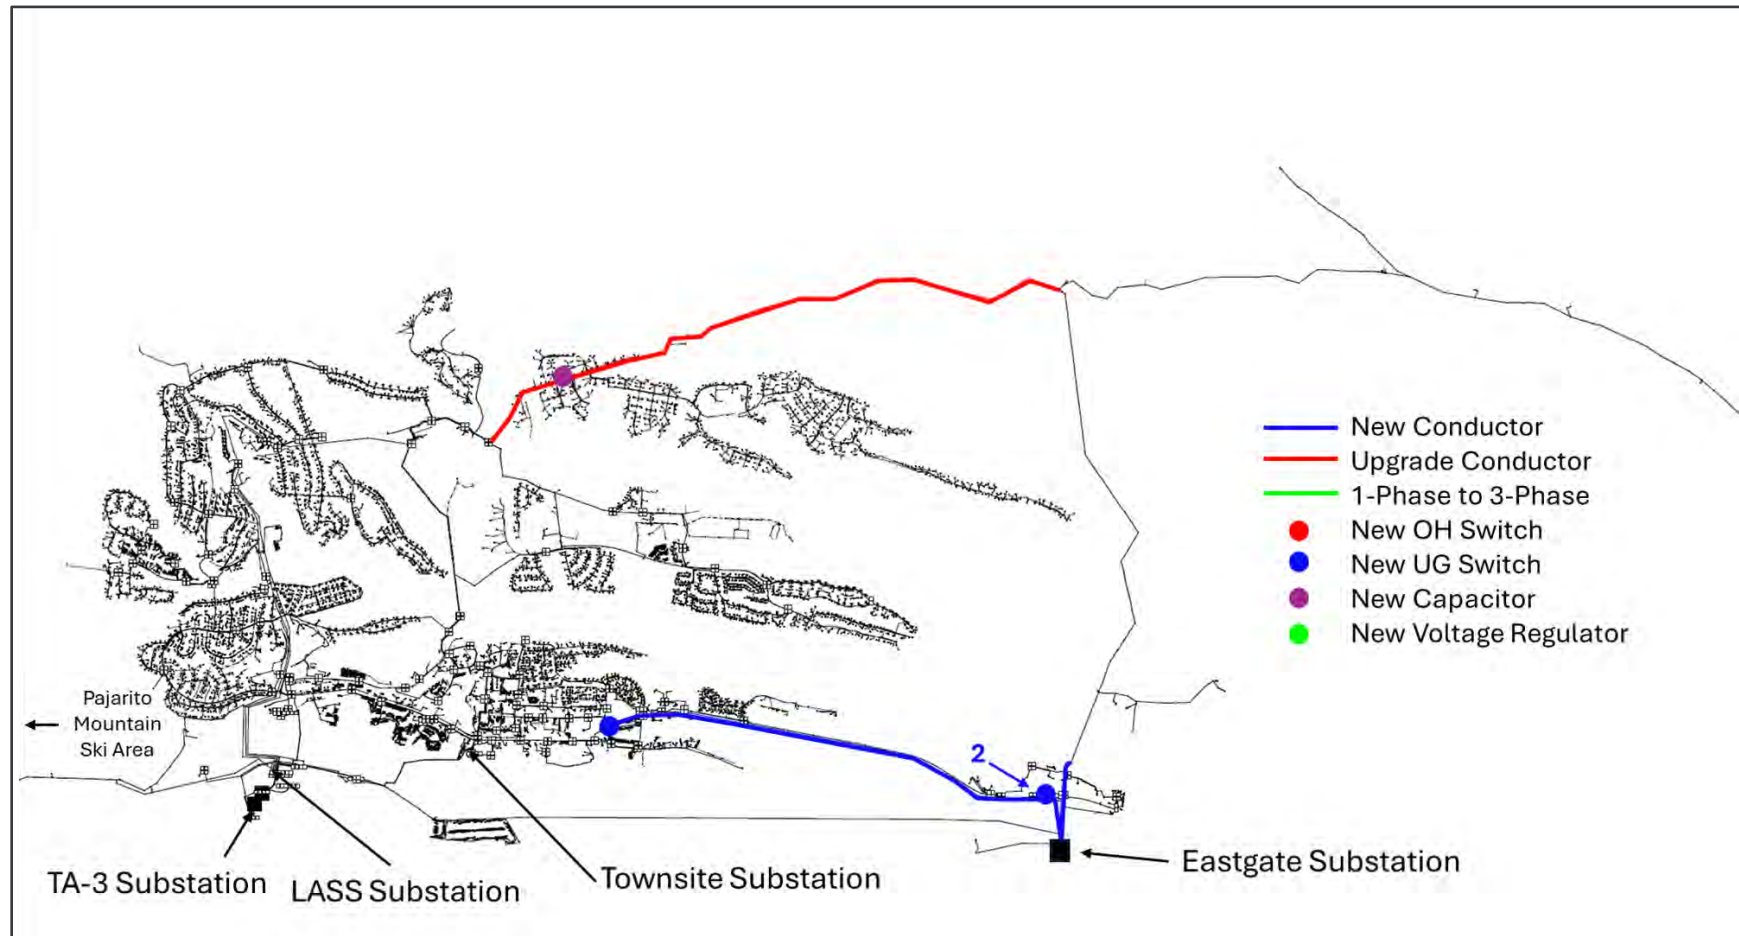 New Conductor
Upgrade Conductor
1-Phase to 3-Phase
New OH Switch
New UG Switch
New Capacitor
New Voltage Regulator
Pajarito
Mountain
Ski Area
2
TA-3 Substation
LASS Substation
Townsite Substation
Eastgate Substation